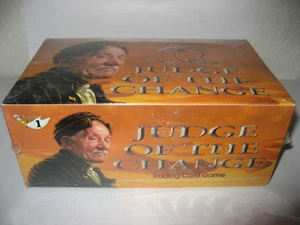 JUDGE
OF THE
CHANGE
1
JUDGE
OF THE
CHANGE
Trading Card Game